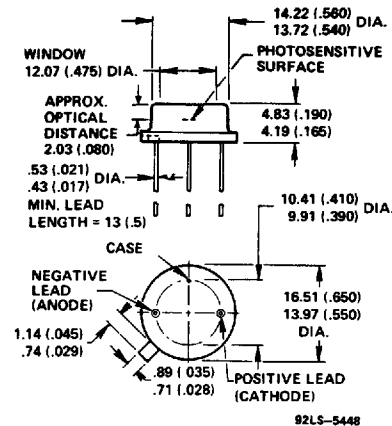 14.22 (.560)
13.72 (.540) DIA.
WINDOW
12.07 (.475) DIA.
PHOTOSENSITIVE
SURFACE
APPROX.
OPTICAL
DISTANCE
2.03 (.080)
4.83 (.190)
4.19 (.165)
.53 (.021)
.43 (.017) DIA.
MIN. LEAD
LENGTH = 13 (.5)
10.41 (.410)
9.91 (.390) DIA.
CASE
NEGATIVE
LEAD
(ANODE)
16.51 (.650)
13.97 (.550)
DIA.
1.14 (.045)
.74 (.029)
.89 (.035)
.71 (.028)
POSITIVE LEAD
(CATHODE)
92LS-5448